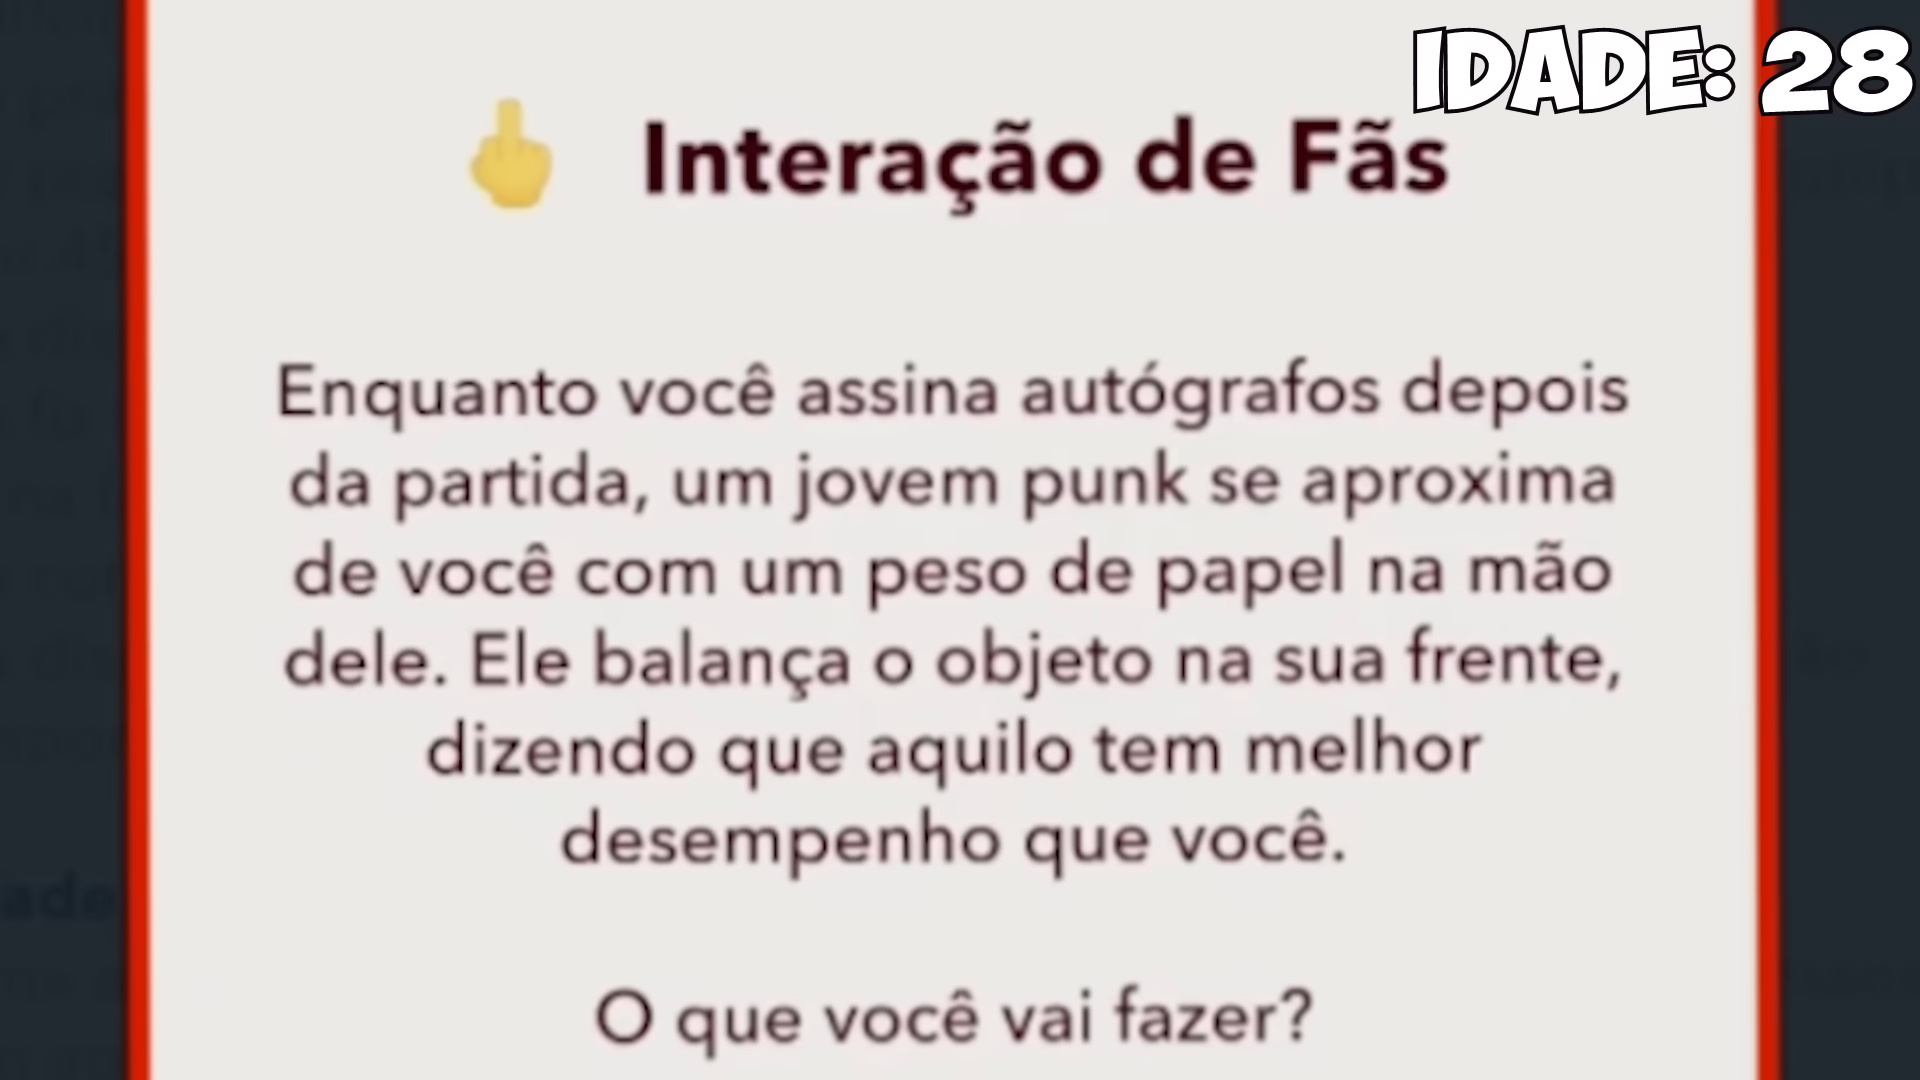 IDADE: 28
Interação de Fãs
Enquanto você assina autógrafos depois
da partida, um jovem punk se aproxima
de você com um peso de papel na mão
dele. Ele balança o objeto na sua frente,
dizendo que aquilo tem melhor
desempenho que você.
O que você vai fazer?